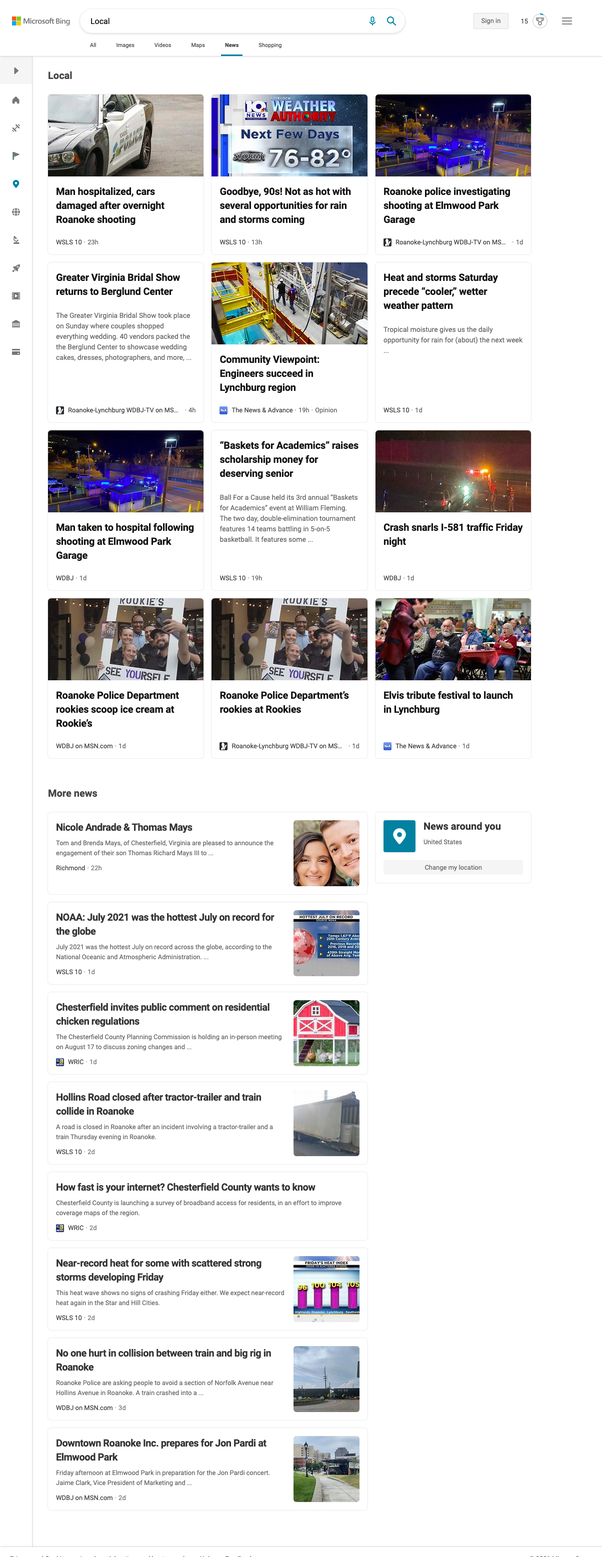 Microsoft Bing
Local
Sign in
15
All
Images
Videos
Maps
News
Shopping
Local
Man hospitalized, cars
damaged after overnight
Roanoke shooting
WSLS 10 · 23h
10
NEWS
WEATHER
AUTHORITY
Next Few Days
76-82°
Goodbye, 90s! Not as hot with
several opportunities for rain
and storms coming
WSLS 10 · 13h
Roanoke police investigating
shooting at Elmwood Park
Garage
Roanoke-Lynchburg WDBJ-TV on MS... · 1d
Greater Virginia Bridal Show
returns to Berglund Center
The Greater Virginia Bridal Show took place
on Sunday where couples shopped
everything wedding. 40 vendors packed the
the Berglund Center to showcase wedding
cakes, dresses, photographers, and more, ...
Roanoke-Lynchburg WDBJ-TV on MS... · 4h
Community Viewpoint:
Engineers succeed in
Lynchburg region
The News & Advance · 19h · Opinion
Heat and storms Saturday
precede “cooler,” wetter
weather pattern
Tropical moisture gives us the daily
opportunity for rain for (about) the next week
...
WSLS 10 · 1d
Man taken to hospital following
shooting at Elmwood Park
Garage
WDBJ · 1d
“Baskets for Academics” raises
scholarship money for
deserving senior
Ball For a Cause held its 3rd annual “Baskets
for Academics” event at William Fleming.
The two day, double-elimination tournament
features 14 teams battling in 5-on-5
basketball. It features some ...
WSLS 10 · 19h
Crash snarls I-581 traffic Friday
night
WDBJ · 1d
ROOKIE'S
SEE YOURSELF
Roanoke Police Department
rookies scoop ice cream at
Rookie's
WDBJ on MSN.com · 1d
ROOKIE'S
SEE YOURSELF
Roanoke Police Department's
rookies at Rookies
Roanoke-Lynchburg WDBJ-TV on MS... · 1d
Elvis tribute festival to launch
in Lynchburg
The News & Advance · 1d
More news
Nicole Andrade & Thomas Mays
Tom and Brenda Mays, of Chesterfield, Virginia are pleased to announce the
engagement of their son Thomas Richard Mays III to ...
Richmond · 22h
News around you
United States
Change my location
NOAA: July 2021 was the hottest July on record for
the globe
July 2021 was the hottest July on record across the globe, according to the
National Oceanic and Atmospheric Administration. ...
WSLS 10 · 1d
HOTTEST JULY ON RECORD
Chesterfield invites public comment on residential
chicken regulations
The Chesterfield County Planning Commission is holding an in-person meeting
on August 17 to discuss zoning changes and ...
WRIC · 1d
Hollins Road closed after tractor-trailer and train
collide in Roanoke
A road is closed in Roanoke after an incident involving a tractor-trailer and a
train Thursday evening in Roanoke.
WSLS 10 · 2d
How fast is your internet? Chesterfield County wants to know
Chesterfield County is launching a survey of broadband access for residents, in an effort to improve
coverage maps of the region.
WRIC · 2d
Near-record heat for some with scattered strong
storms developing Friday
This heat wave shows no signs of crashing Friday either. We expect near-record
heat again in the Star and Hill Cities.
WSLS 10 · 2d
FRIDAY'S HEAT INDEX
96 100 104 105
No one hurt in collision between train and big rig in
Roanoke
Roanoke Police are asking people to avoid a section of Norfolk Avenue near
Hollins Avenue in Roanoke. A train crashed into a ...
WDBJ on MSN.com · 3d
Downtown Roanoke Inc. prepares for Jon Pardi at
Elmwood Park
Friday afternoon at Elmwood Park in preparation for the Jon Pardi concert.
Jaime Clark, Vice President of Marketing and ...
WDBJ on MSN.com · 2d